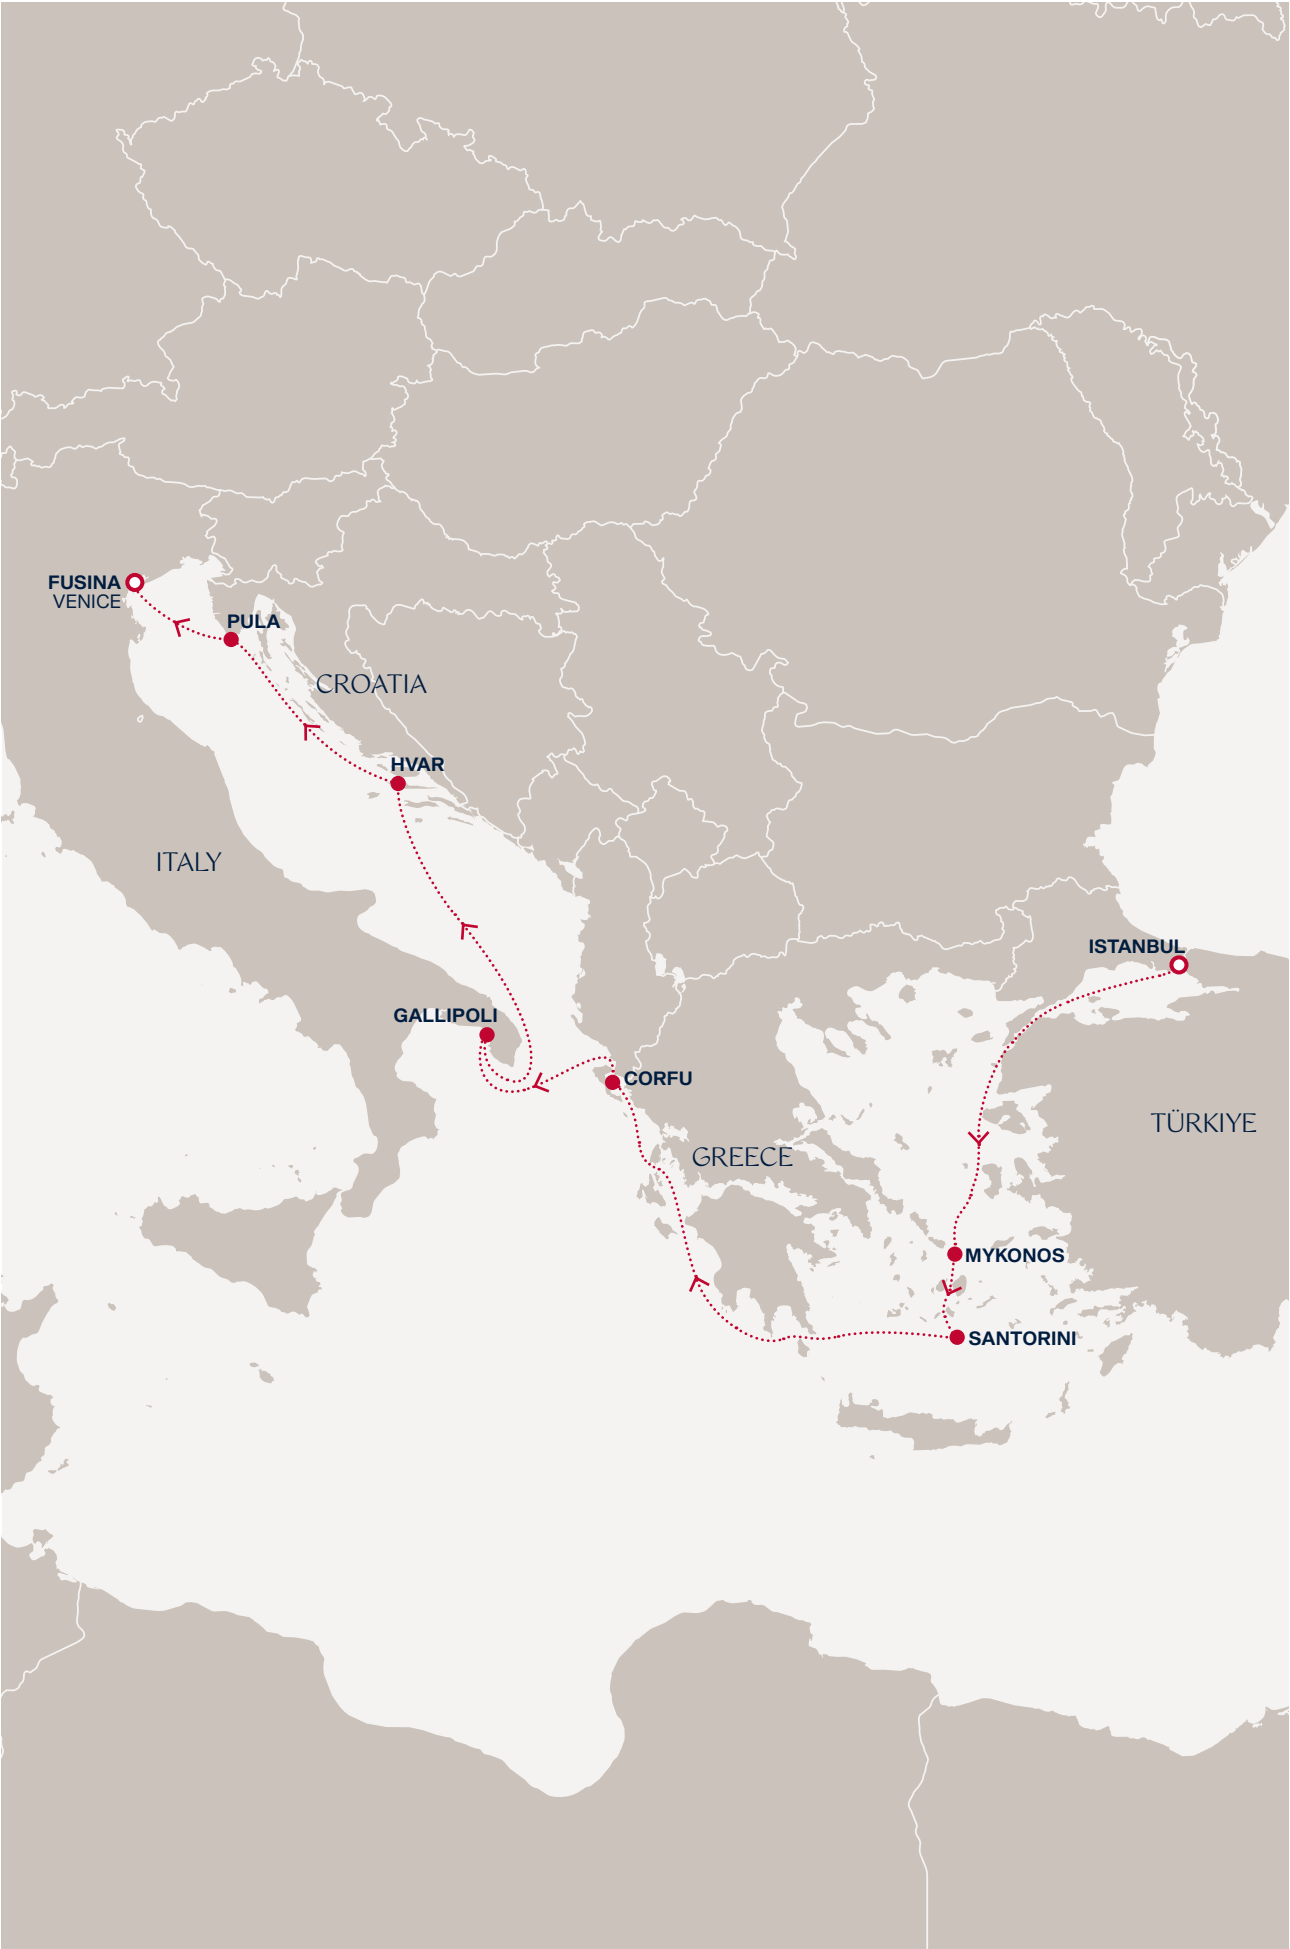 FUSINA
VENICE
PULA
CROATIA
HVAR
ITALY
ISTANBUL
GALLIPOLI
CORFU
TÜRKIYE
GREECE
MYKONOS
SANTORINI